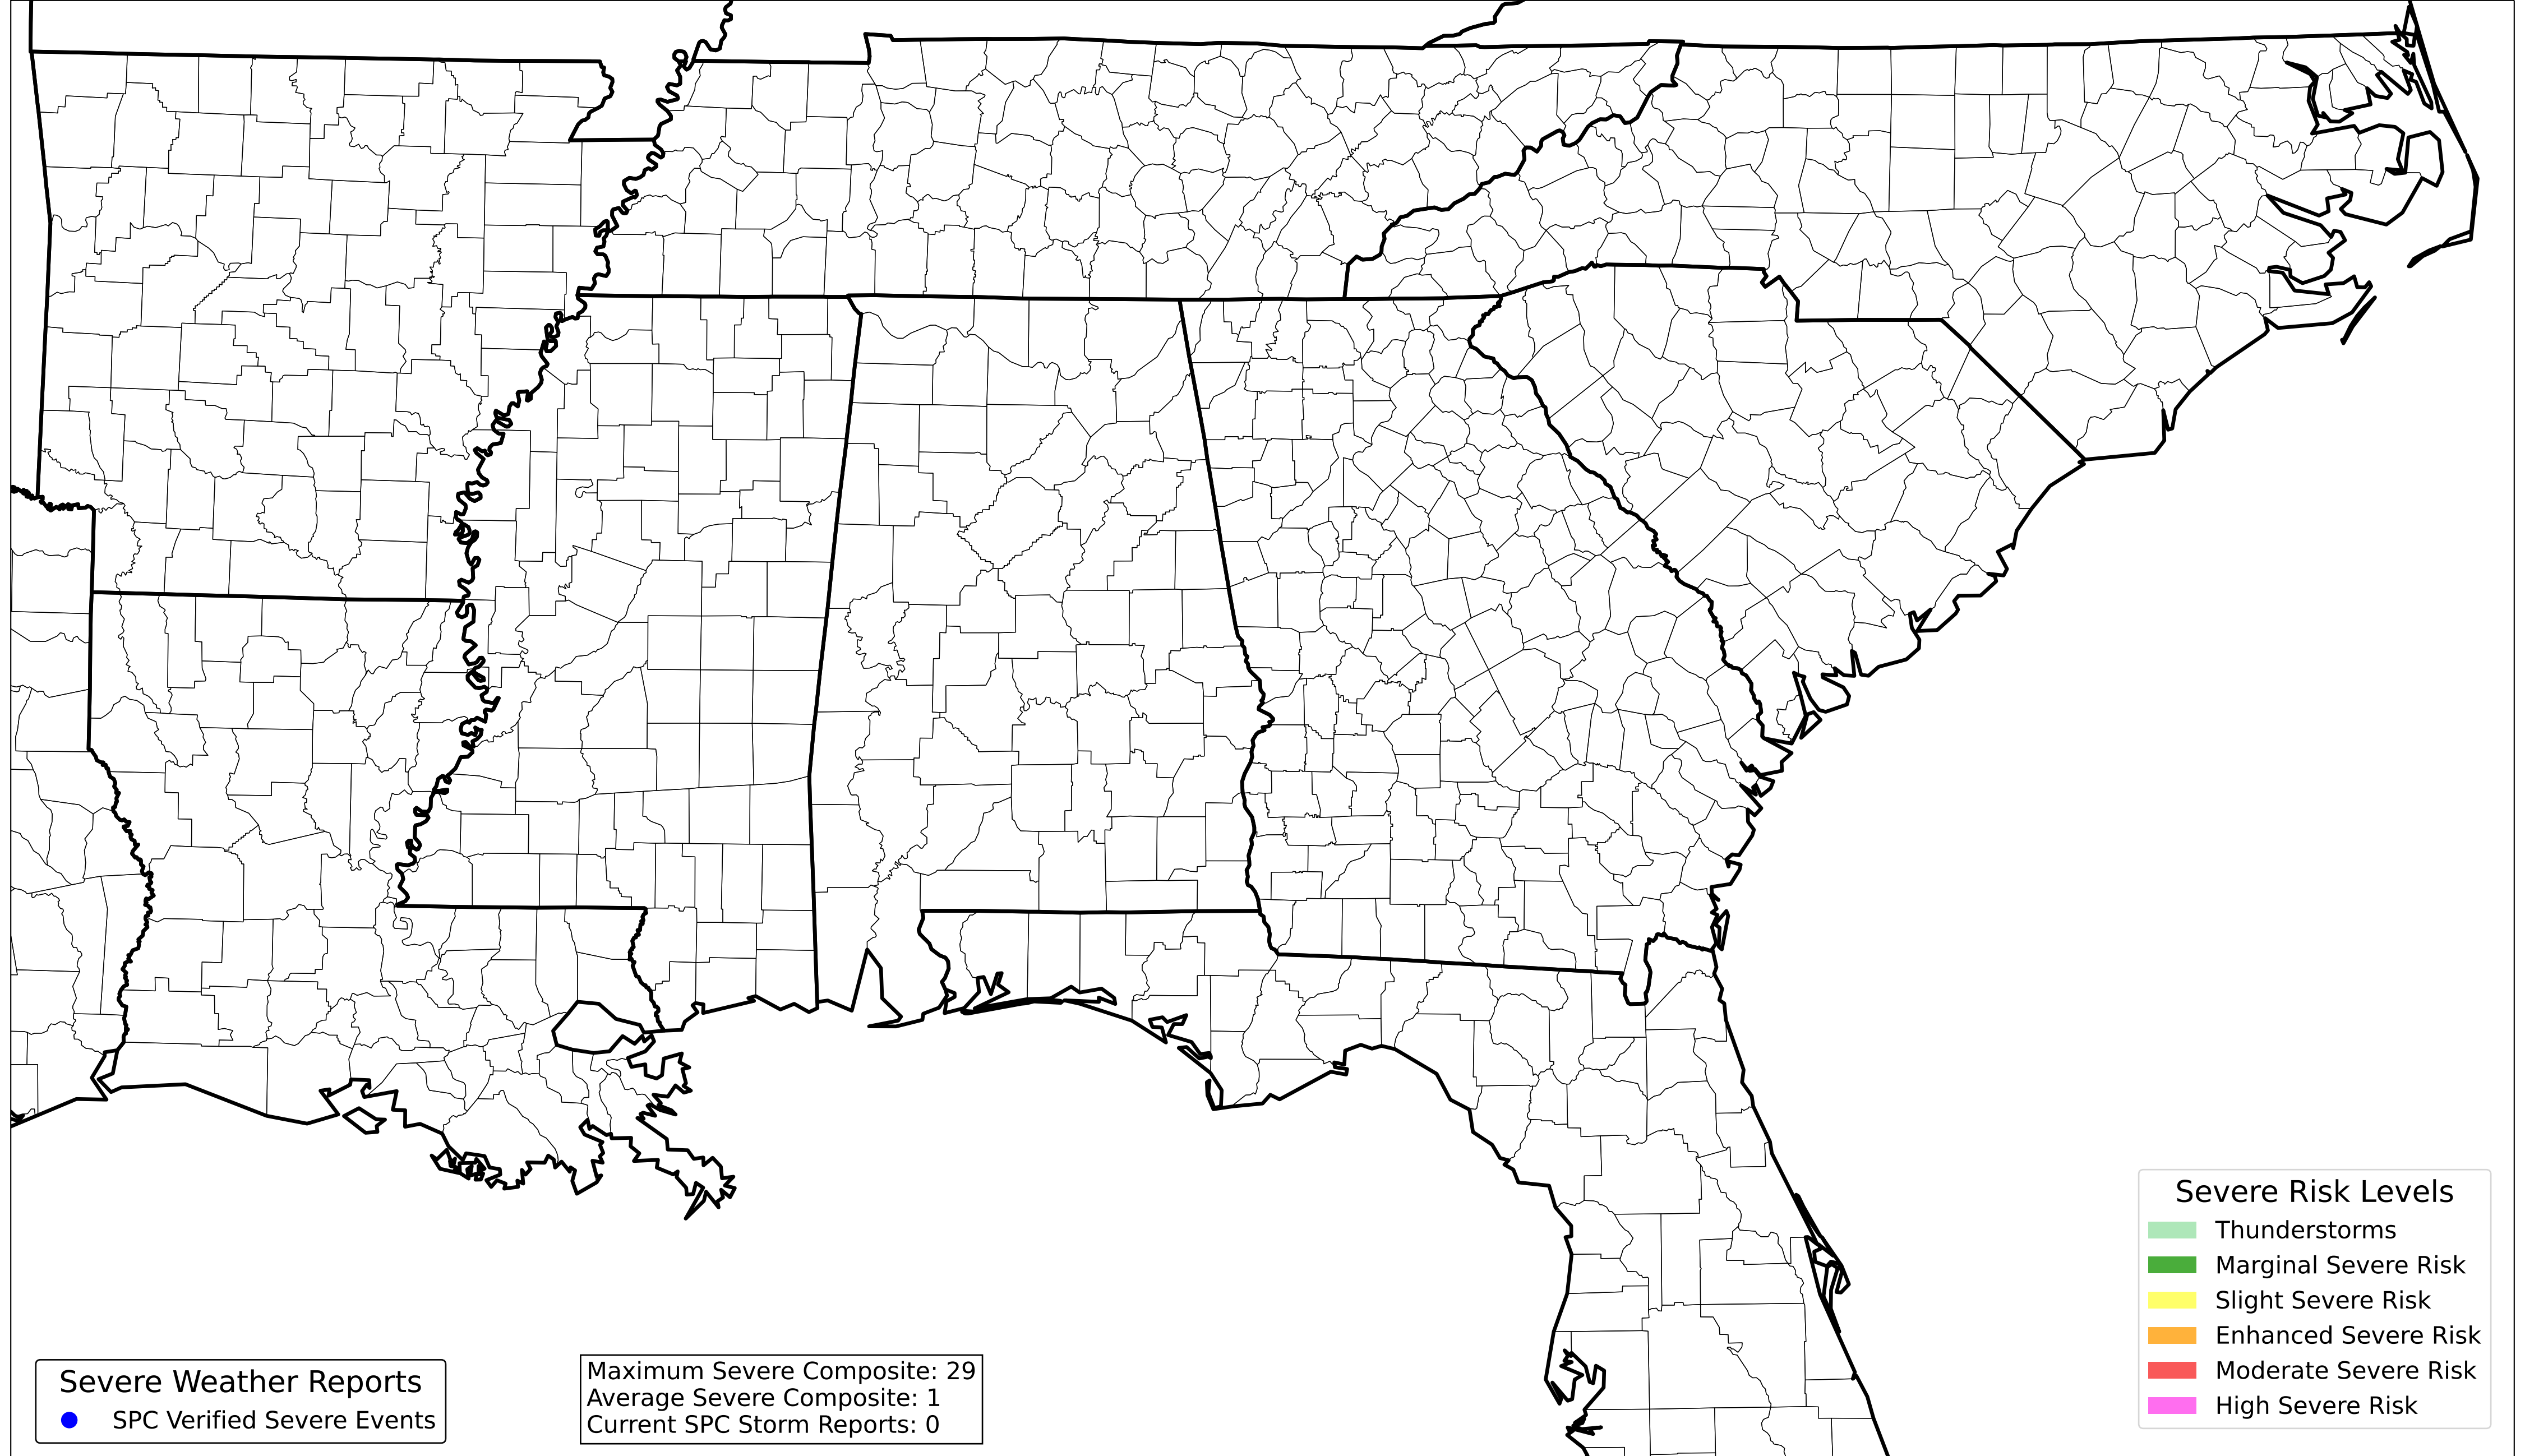 Severe Weather Reports
SPC Verified Severe Events
Maximum Severe Composite: 29
Average Severe Composite: 1
Current SPC Storm Reports: 0
Severe Risk Levels
Thunderstorms
Marginal Severe Risk
Slight Severe Risk
Enhanced Severe Risk
Moderate Severe Risk
High Severe Risk